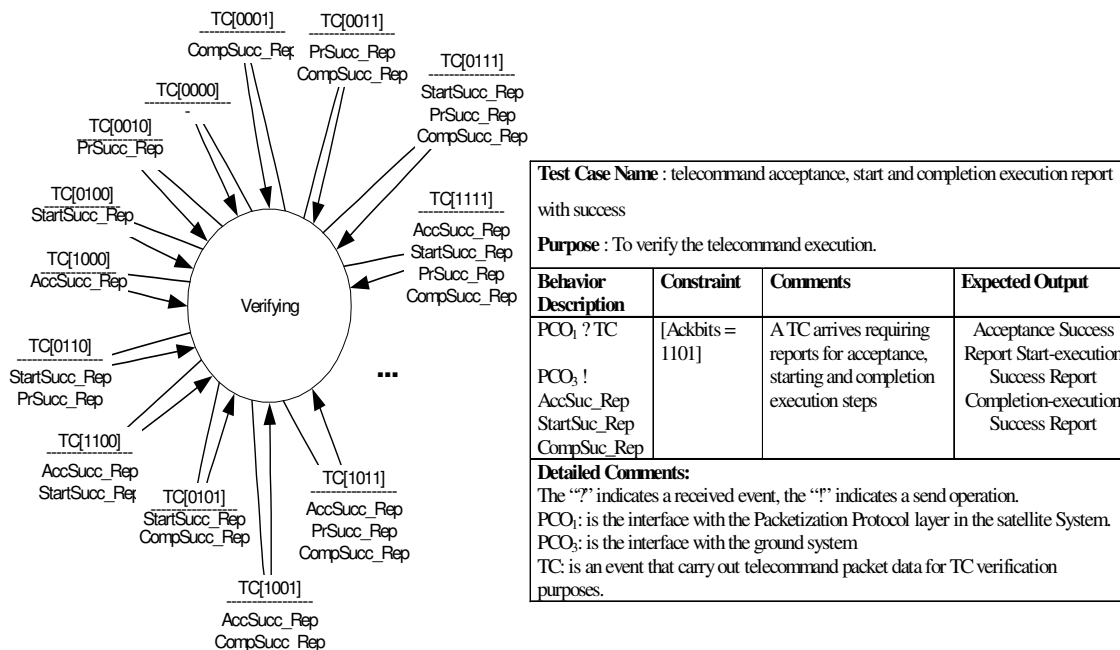 TC[0001]
-----------------
CompSucc_Rep
TC[0011]
-----------------
PrSucc_Rep
CompSucc_Rep
TC[0111]
-----------------
StartSucc_Rep
PrSucc_Rep
CompSucc_Rep
TC[0000]
-----------------
-
TC[0010]
-----------------
PrSucc_Rep
TC[0100]
-----------------
StartSucc_Rep
TC[1000]
-----------------
AccSucc_Rep
TC[1111]
-----------------
AccSucc_Rep
StartSucc_Rep
PrSucc_Rep
CompSucc_Rep
Verifying
TC[0110]
-----------------
StartSucc_Rep
PrSucc_Rep
...
TC[1100]
-----------------
AccSucc_Rep
StartSucc_Rep
TC[0101]
-----------------
StartSucc_Rep
CompSucc_Rep
TC[1011]
-----------------
AccSucc_Rep
PrSucc_Rep
CompSucc_Rep
TC[1001]
-----------------
AccSucc_Rep
CompSucc_Rep
Test Case Name : telecommand acceptance, start and completion execution report
with success
Purpose : To verify the telecommand execution.
Behavior Description
Constraint
Comments
Expected Output
PCO1 ? TC
PCO3 !
AccSuc_Rep
StartSuc_Rep
CompSuc_Rep
[Ackbits =
1101]
A TC arrives requiring
reports for acceptance,
starting and completion
execution steps
Acceptance Success
Report Start-execution
Success Report
Completion-execution
Success Report
Detailed Comments:
The “?” indicates a received event, the “!” indicates a send operation.
PCO1: is the interface with the Packetization Protocol layer in the satellite System.
PCO3: is the interface with the ground system
TC: is an event that carry out telecommand packet data for TC verification
purposes.